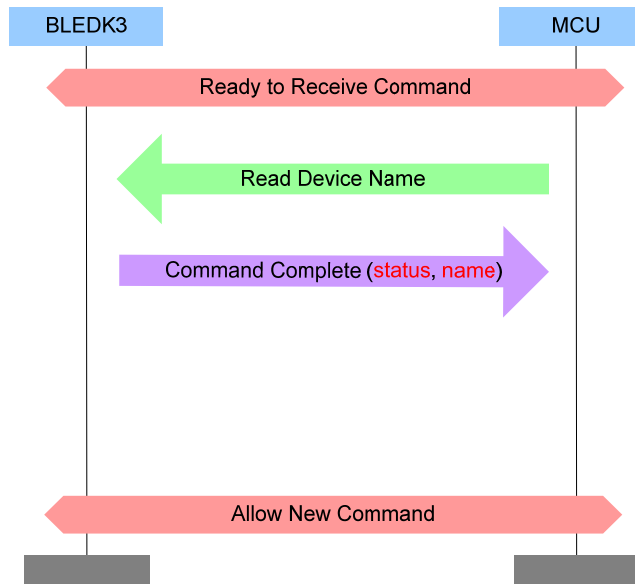 BLEDK3
MCU
Ready to Receive Command
Read Device Name
Command Complete (status, name)
Allow New Command